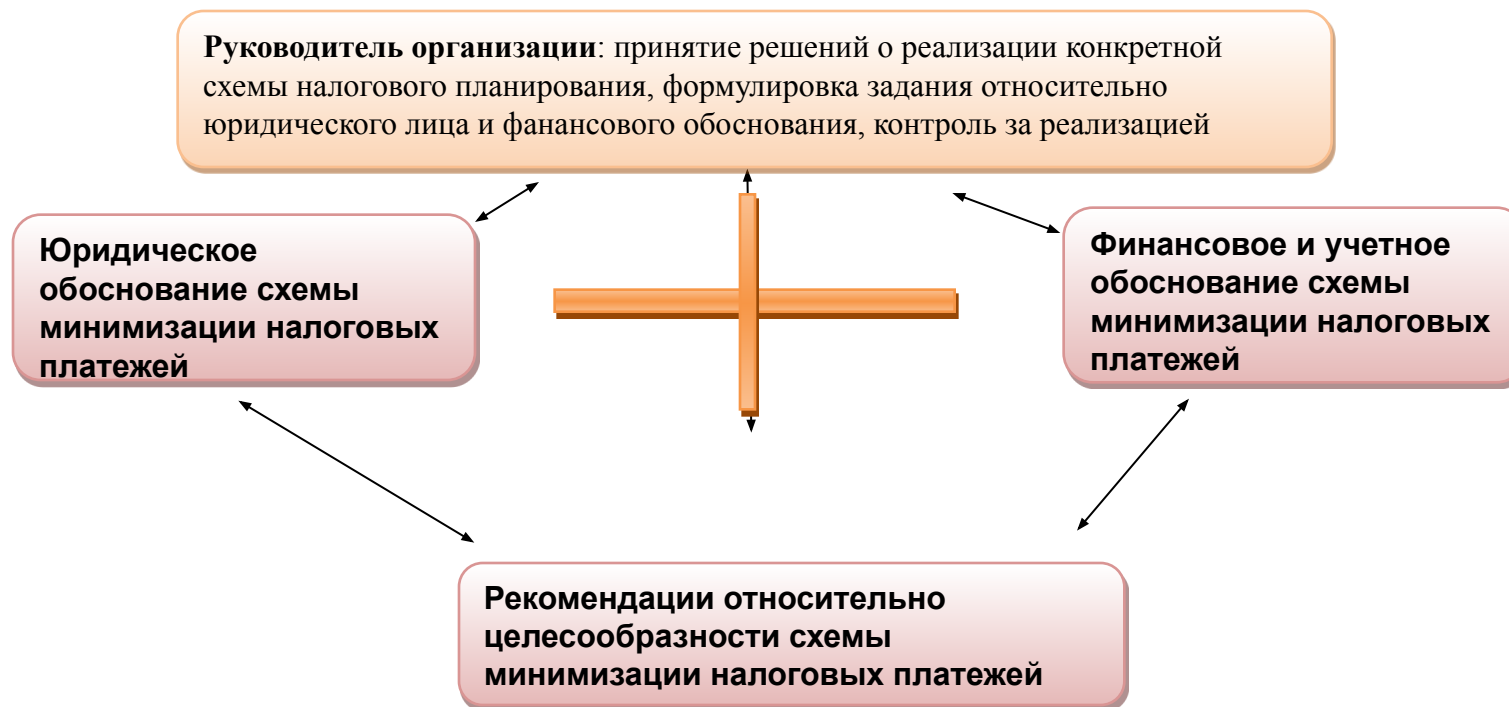 Руководитель организации: принятие решений о реализации конкретной
схемы налогового планирования, формулировка задания относительно
юридического лица и фанансового обоснования, контроль за реализацией
Юридическое
обоснование схемы
минимизации налоговых
платежей
Финансовое и учетное
обоснование схемы
минимизации налоговых
платежей
Рекомендации относительно
целесообразности схемы
минимизации налоговых платежей